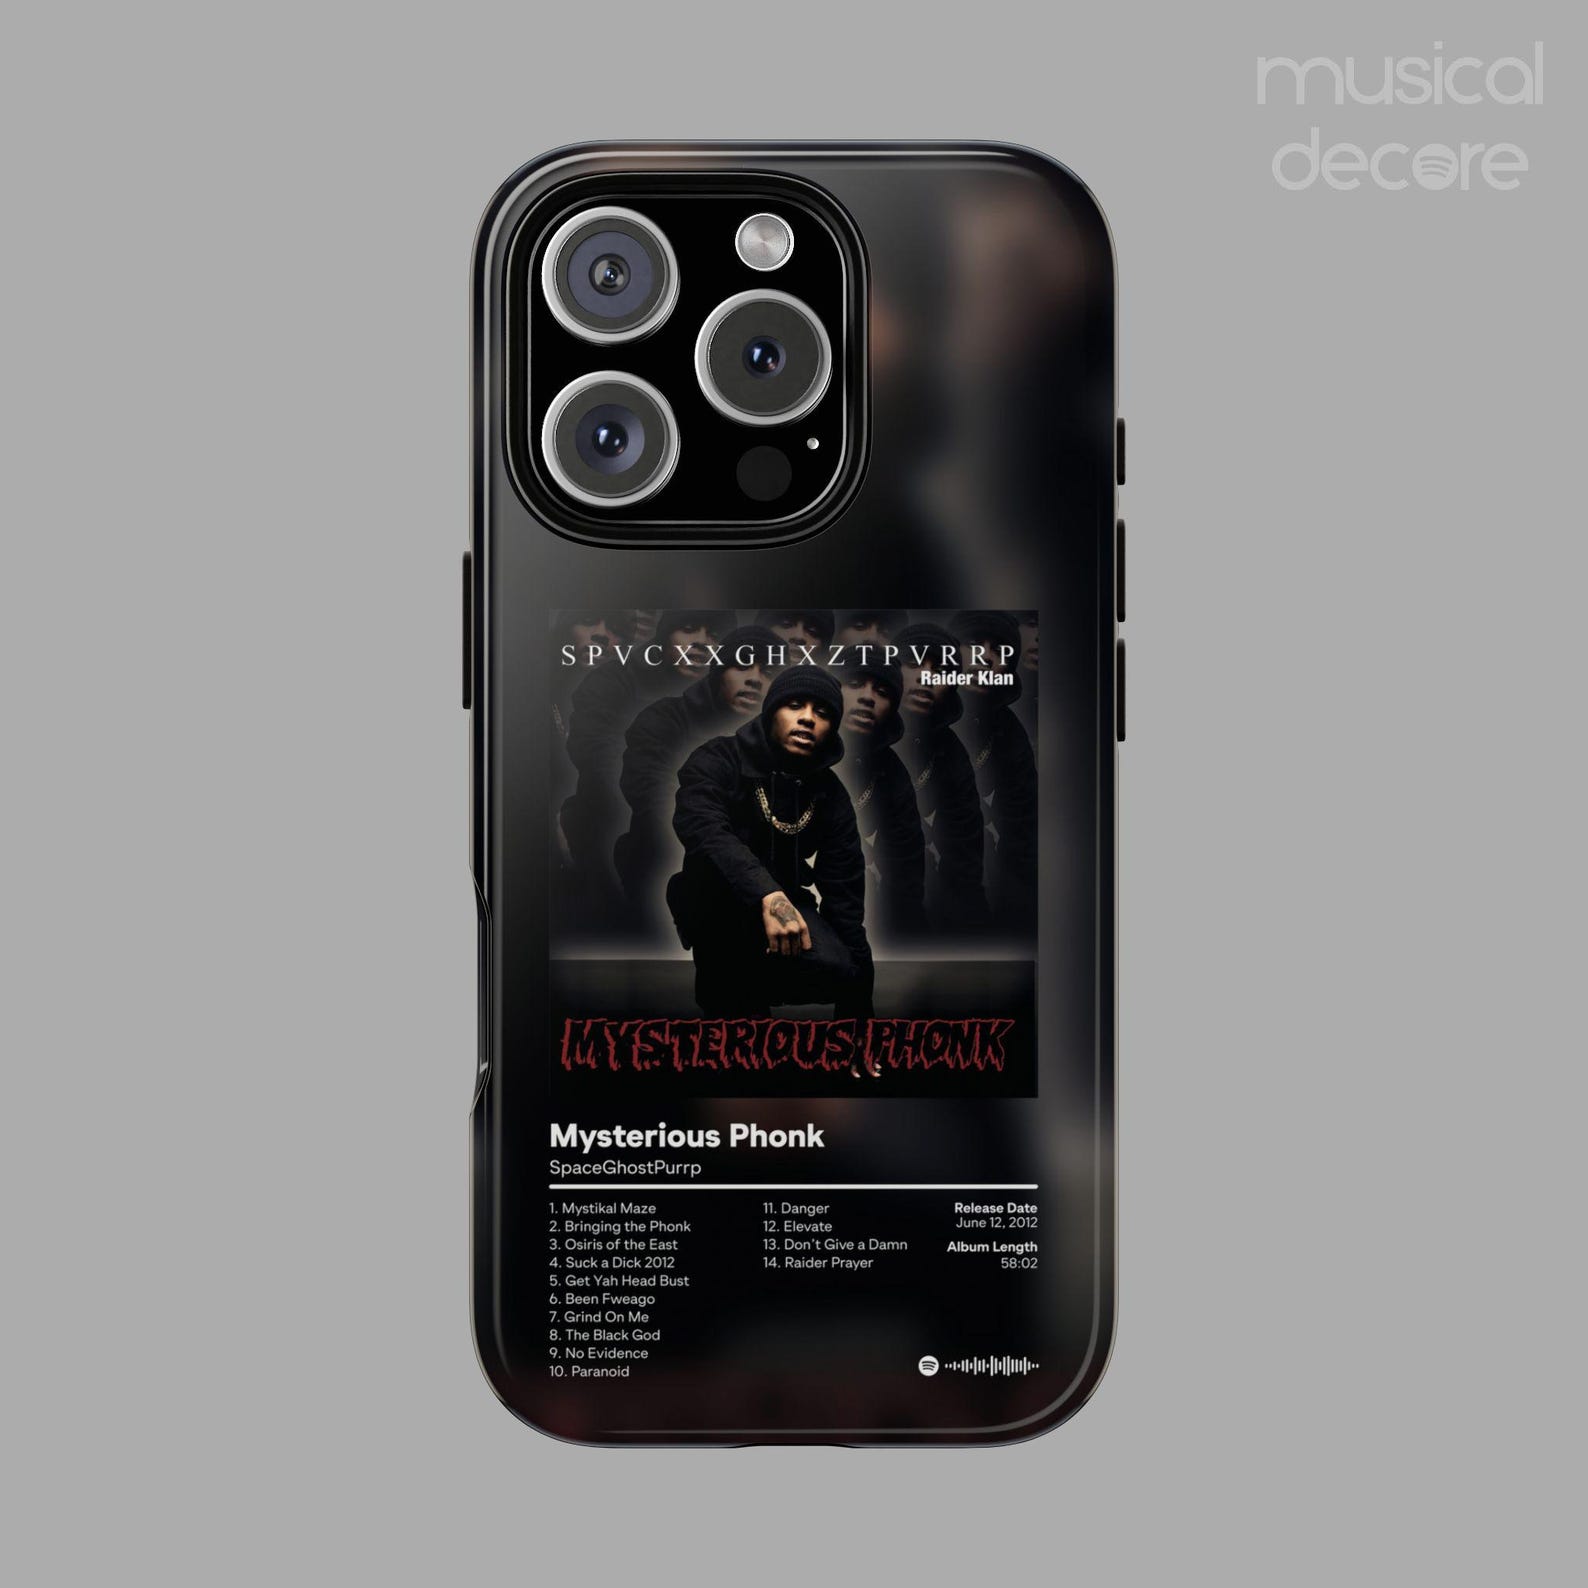 musical
decore
SPVCXXGHXZTPVRRP
Raider Klan
MYSTERIOUS PHONK
Mysterious Phonk
SpaceGhostPurrp
1. Mystikal Maze
2. Bringing the Phonk
3. Osiris of the East
4. Suck a Dick 2012
5. Get Yah Head Bust
6. Been Fweago
7. Grind On Me
8. The Black God
9. No Evidence
10. Paranoid
11. Danger
12. Elevate
13. Don't Give a Damn
14. Raider Prayer
Release Date
June 12, 2012
Album Length
58:02